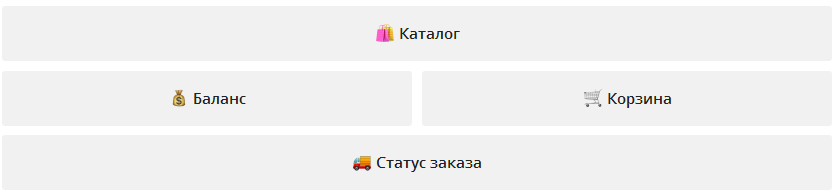 🛍️ Каталог
💰 Баланс
🛒 Корзина
🚚 Статус заказа